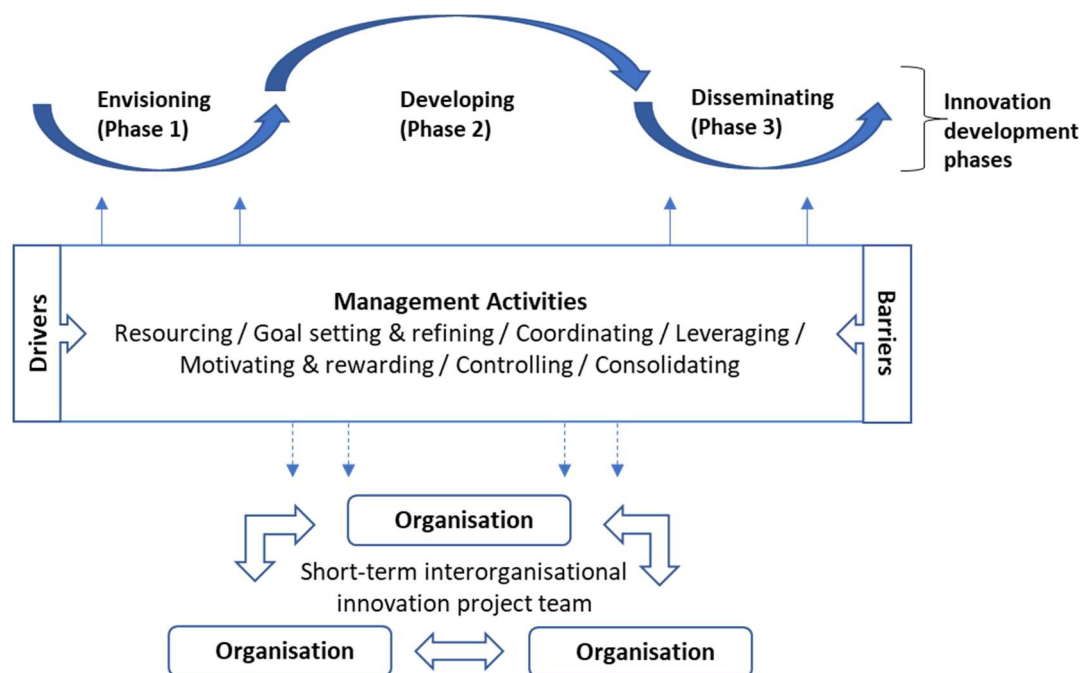 Envisioning
(Phase 1)
Developing
(Phase 2)
Disseminating
(Phase 3)
Innovation
development
phases
Drivers
Management Activities
Resourcing / Goal setting & refining / Coordinating / Leveraging /
Motivating & rewarding / Controlling / Consolidating
Barriers
Organisation
Short-term interorganisational
innovation project team
Organisation
Organisation